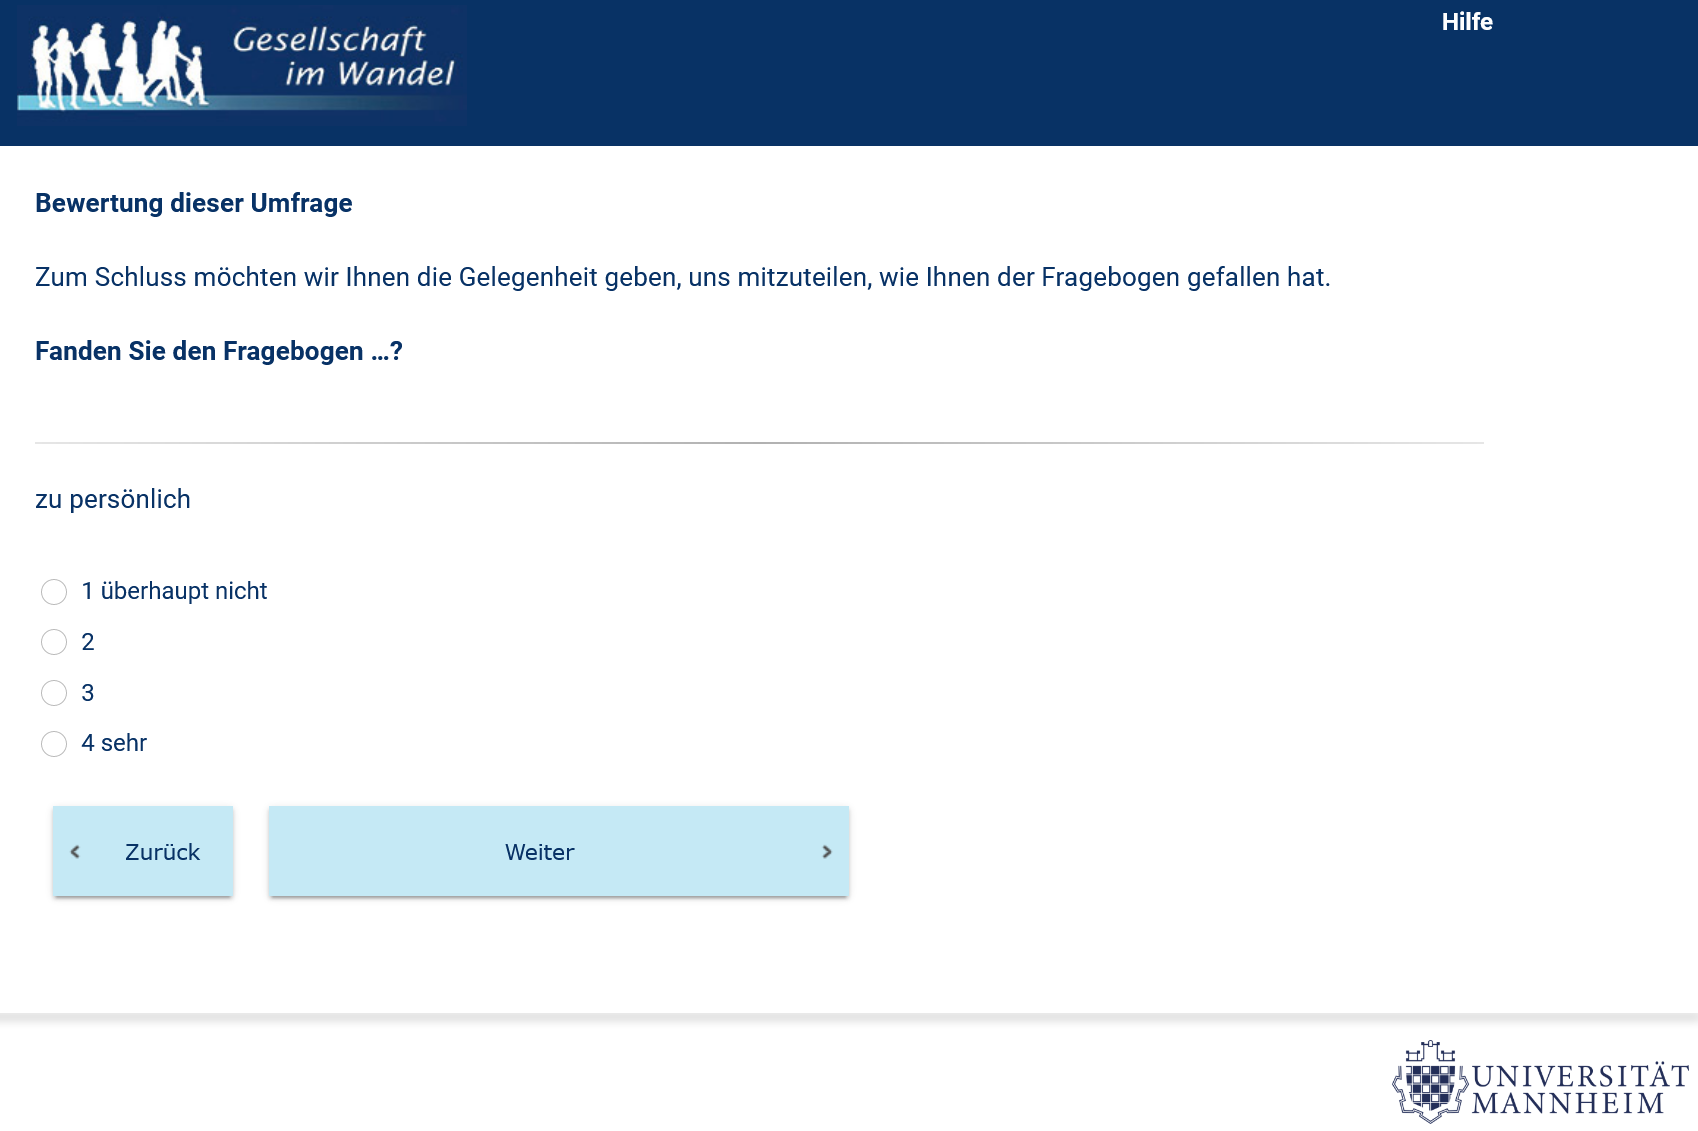 Gesellschaft
im Wandel
Hilfe
Bewertung dieser Umfrage
Zum Schluss möchten wir Ihnen die Gelegenheit geben, uns mitzuteilen, wie Ihnen der Fragebogen gefallen hat.
Fanden Sie den Fragebogen ...?
zu persönlich
1 überhaupt nicht
2
3
4 sehr
Zurück
Weiter
UNIVERSITÄT
MANNHEIM